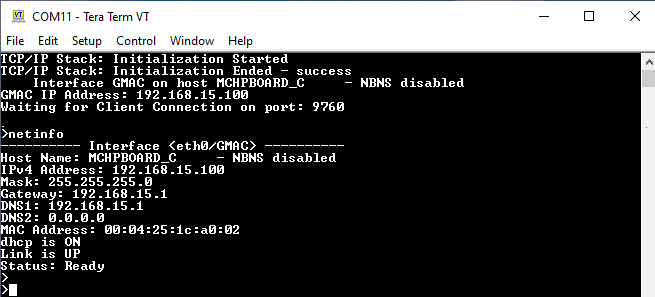 COM11 - Tera Term VT
File Edit Setup Control Window Help
TCP/IP Stack: Initialization Started
TCP/IP Stack: Initialization Ended - success
    Interface GMAC on host MCHPBOARD_C     - NBNS disabled
GMAC IP Address: 192.168.15.100
Waiting for Client Connection on port: 9760
>netinfo
---------- Interface <eth0/GMAC> ----------
Host Name: MCHPBOARD_C     - NBNS disabled
IPv4 Address: 192.168.15.100
Mask: 255.255.255.0
Gateway: 192.168.15.1
DNS1: 192.168.15.1
DNS2: 0.0.0.0
MAC Address: 00:04:25:1c:a0:02
dhcp is ON
Link is UP
Status: Ready
>
>